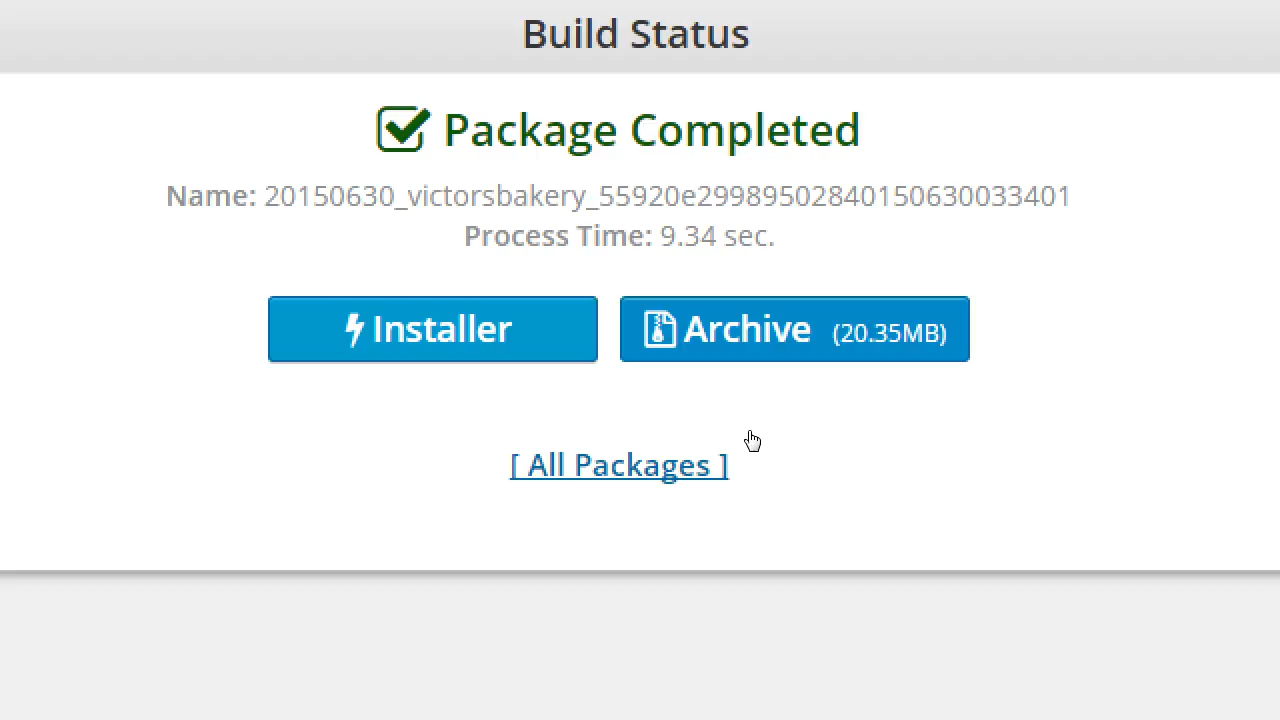 Build Status
Package Completed
Name: 20150630_victorsbakery_55920e29989502840150630033401
Process Time: 9.34 sec.
Installer
Archive (20.35MB)
[ All Packages ]